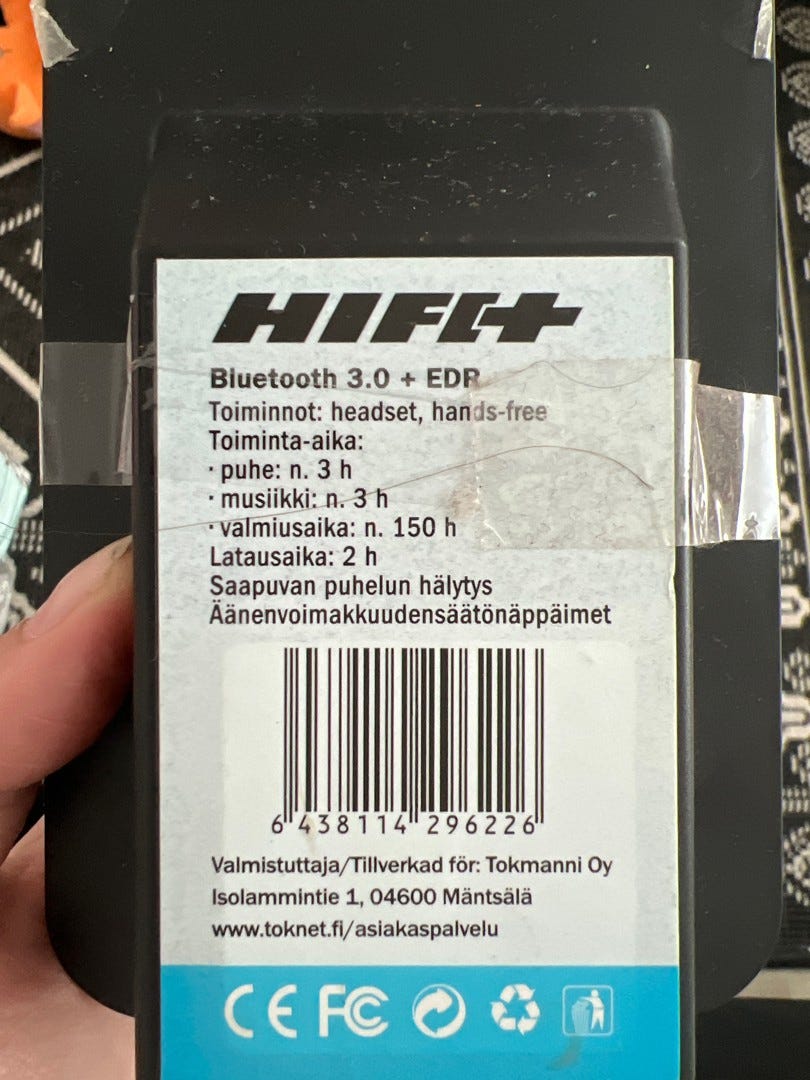 HIFI+
Bluetooth 3.0 + EDR
Toiminnot: headset, hands-free
Toiminta-aika:
· puhe: n. 3 h
· musiikki: n. 3 h
· valmiusaika: n. 150 h
Latausaika: 2 h
Saapuvan puhelun hälytys
Äänenvoimakkuudensäätönäppäimet
6 438114 296226
Valmistuttaja/Tillverkad för: Tokmanni Oy
Isolammintie 1, 04600 Mäntsälä
www.toknet.fi/asiakaspalvelu
CE FC